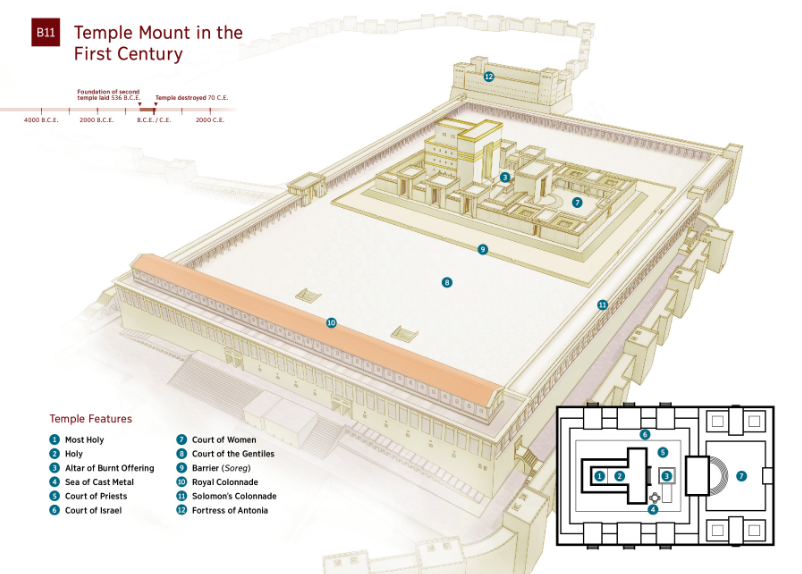 B11
Temple Mount in the
First Century
Foundation of second
temple laid 536 B.C.E.
Temple destroyed 70 C.E.
4000 B.C.E.
2000 B.C.E.
B.C.E. / C.E.
2000 C.E.
12
3
7
9
8
11
10
Temple Features
1 Most Holy
2 Holy
3 Altar of Burnt Offering
4 Sea of Cast Metal
5 Court of Priests
6 Court of Israel
7 Court of Women
8 Court of the Gentiles
9 Barrier (Soreg)
10 Royal Colonnade
11 Solomon's Colonnade
12 Fortress of Antonia
6
5
1
2
3
7
4